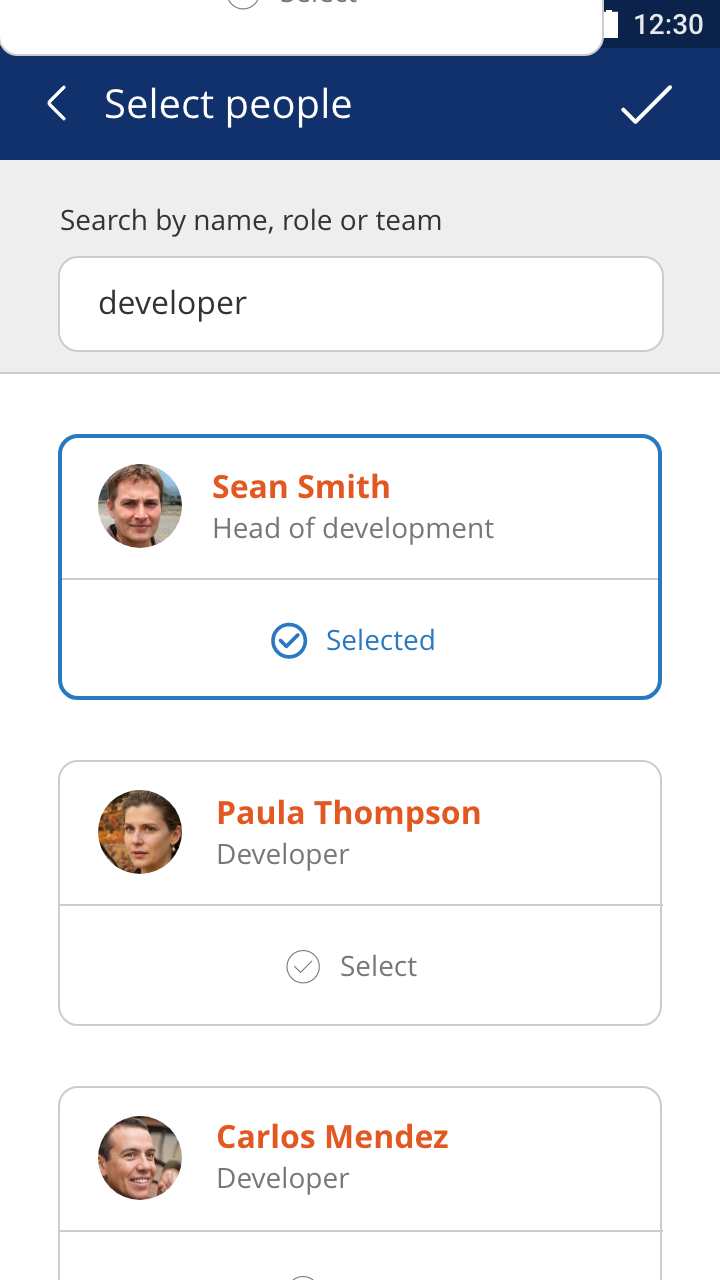 Select
12:30
Select people
Search by name, role or team
developer
Sean Smith
Head of development
Selected
Paula Thompson
Developer
Select
Carlos Mendez
Developer